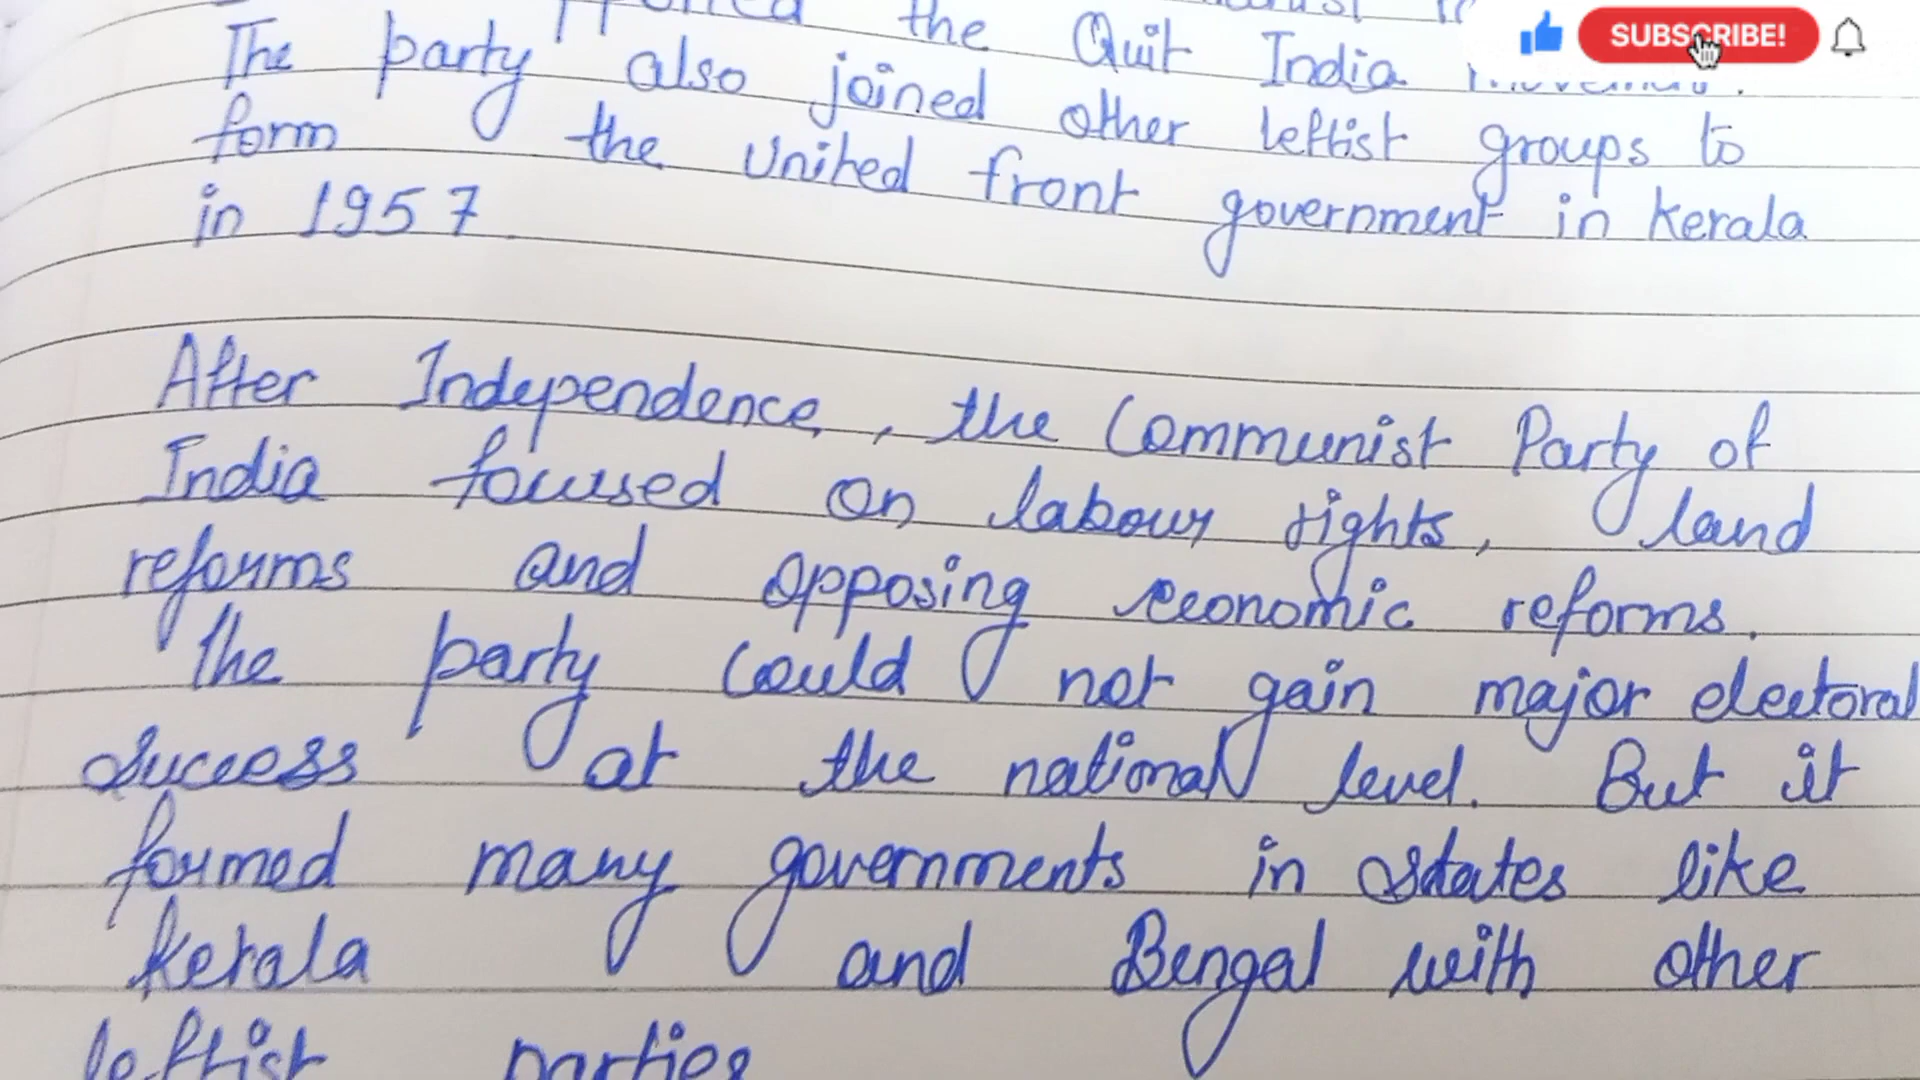 the
SUBSCRIBE!
The party also joined the Quit India
form the united front other leftist groups to
in 1957 government in Kerala
After Independence, the Communist Party of
India focused on labour rights, land
reforms and opposing economic reforms.
The party could not gain major electoral
success at the national level. But it
formed many governments in states like
Kerala and Bengal with other
leftist parties